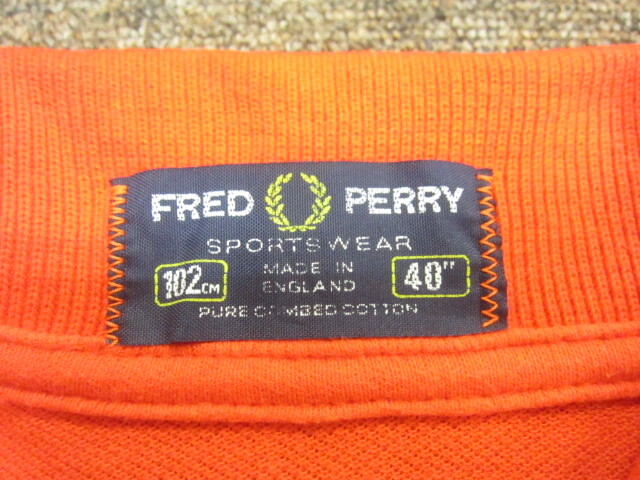 FRED PERRY
SPORTSWEAR
102CM MADE IN ENGLAND 40"
PURE COMBED COTTON